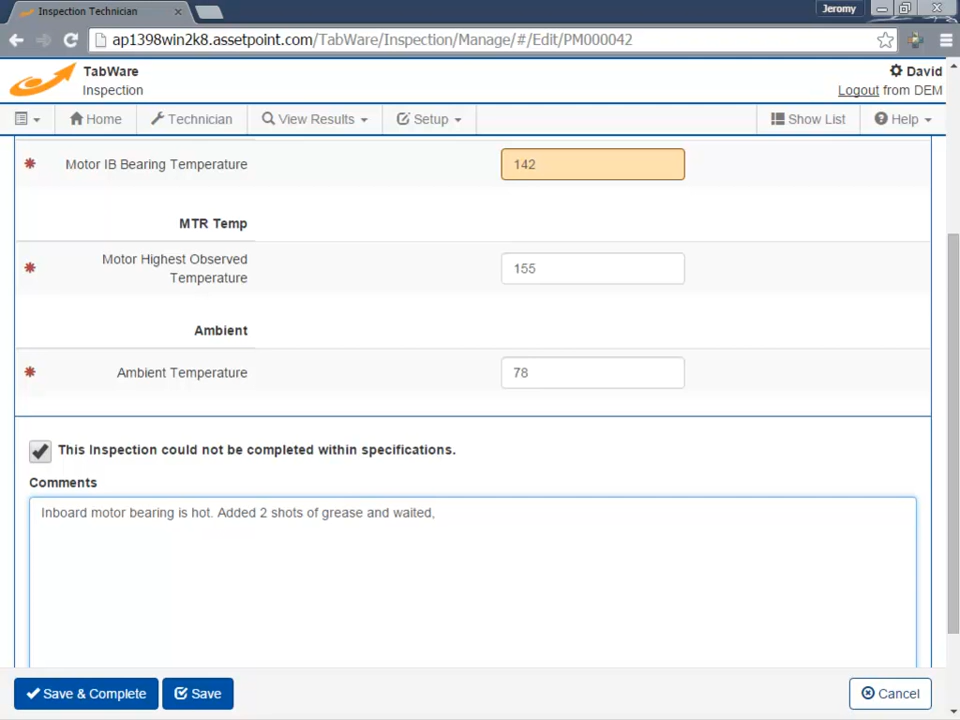 Inspection Technician
Jeromy
ap1398win2k8.assetpoint.com/TabWare/Inspection/Manage/#/Edit/PM000042
TabWare
Inspection
David
Logout from DEM
Home Technician View Results Setup Show List Help
Motor IB Bearing Temperature 142
MTR Temp
Motor Highest Observed
Temperature
155
Ambient
Ambient Temperature 78
This Inspection could not be completed within specifications.
Comments
Inboard motor bearing is hot. Added 2 shots of grease and waited,
Save & Complete Save Cancel